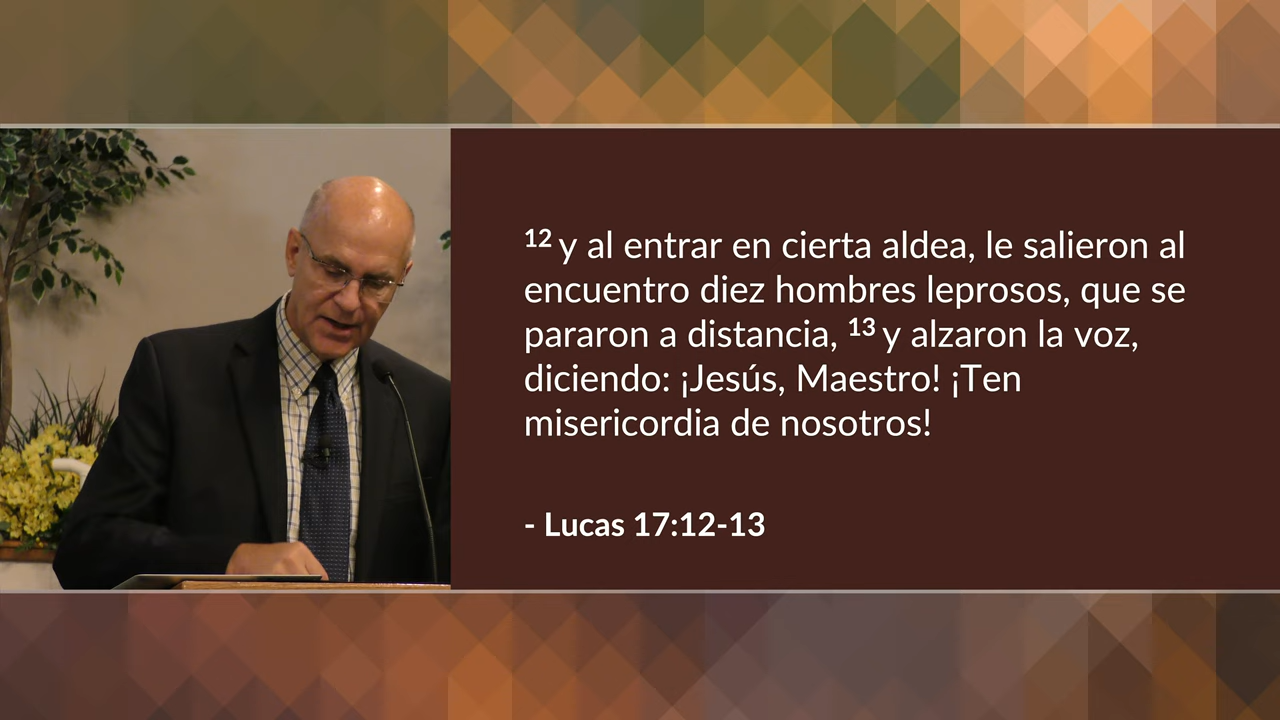 12 y al entrar en cierta aldea, le salieron al
encuentro diez hombres leprosos, que se
pararon a distancia, 13 y alzaron la voz,
diciendo: ¡Jesús, Maestro! ¡Ten
misericordia de nosotros!
- Lucas 17:12-13